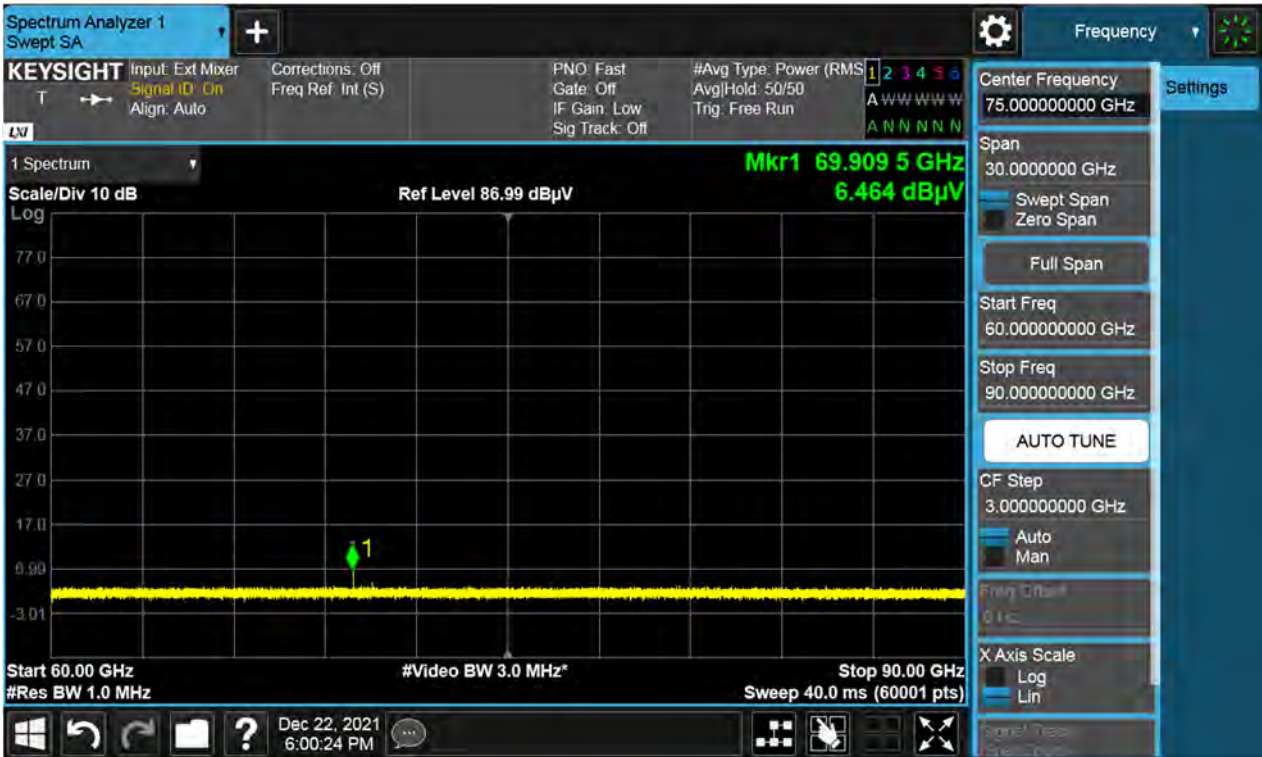 Spectrum Analyzer 1
Swept SA
+
Frequency
KEYSIGHT
T
LXI
Input: Ext Mixer
Signal ID: On
Align: Auto
Corrections: Off
Freq Ref: Int (S)
PNO: Fast
Gate: Off
IF Gain: Low
Sig Track: Off
#Avg Type: Power (RMS
Avg|Hold: 50/50
Trig: Free Run
1 2 3 4 5 6
A W W W W W
A N N N N N
1 Spectrum
Scale/Div 10 dB
Log
Ref Level 86.99 dBµV
Mkr1 69.909 5 GHz
6.464 dBµV
77.0
67.0
57.0
47.0
37.0
27.0
17.0
6.99
-3.01
1
Start 60.00 GHz
#Res BW 1.0 MHz
#Video BW 3.0 MHz*
Stop 90.00 GHz
Sweep 40.0 ms (60001 pts)
?
Dec 22, 2021
6:00:24 PM
Center Frequency
75.000000000 GHz
Settings
Span
30.0000000 GHz
Swept Span
Zero Span
Full Span
Start Freq
60.000000000 GHz
Stop Freq
90.000000000 GHz
AUTO TUNE
CF Step
3.000000000 GHz
Auto
Man
Freq Offset
0 Hz
X Axis Scale
Log
Lin